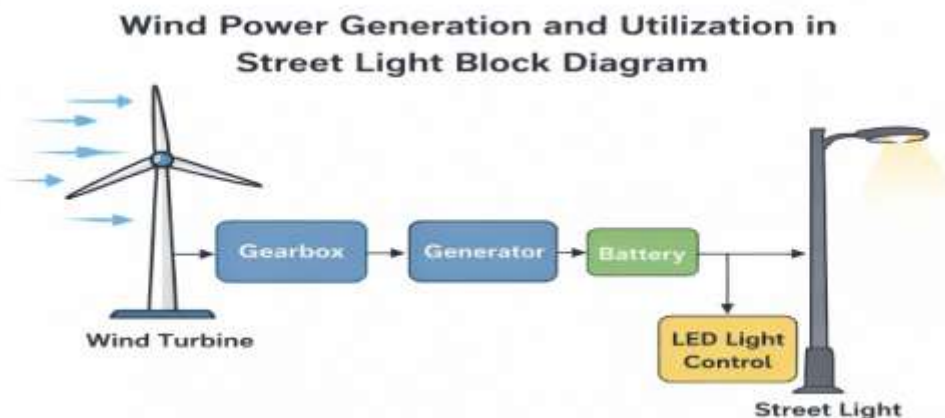 Wind Power Generation and Utilization in
Street Light Block Diagram
Gearbox
Generator
Battery
Wind Turbine
LED Light
Control
Street Light